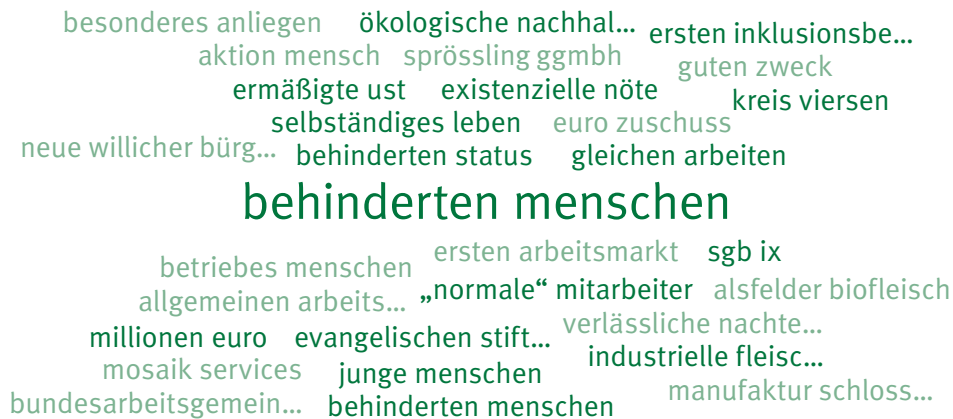 besonderes anliegen
ökologische nachhal...
ersten inklusionsbe...
aktion mensch
sprössling ggmbh
guten zweck
ermäßigte ust
existenzielle nöte
kreis viersen
selbständiges leben
euro zuschuss
neue willicher bürg...
behinderten status
gleichen arbeiten
behinderten menschen
ersten arbeitsmarkt
sgb ix
betriebes menschen
allgemeinen arbeits...
„normale“ mitarbeiter
alsfelder biofleisch
millionen euro
evangelischen stift...
verlässliche nachte...
industrielle fleisc...
mosaik services
junge menschen
manufaktur schloss...
bundesarbeitsgemein...
behinderten menschen